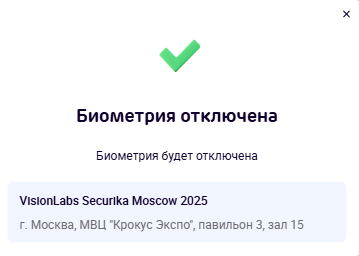 Биометрия отключена
Биометрия будет отключена
VisionLabs Securika Moscow 2025
г. Москва, МВЦ "Крокус Экспо", павильон 3, зал 15